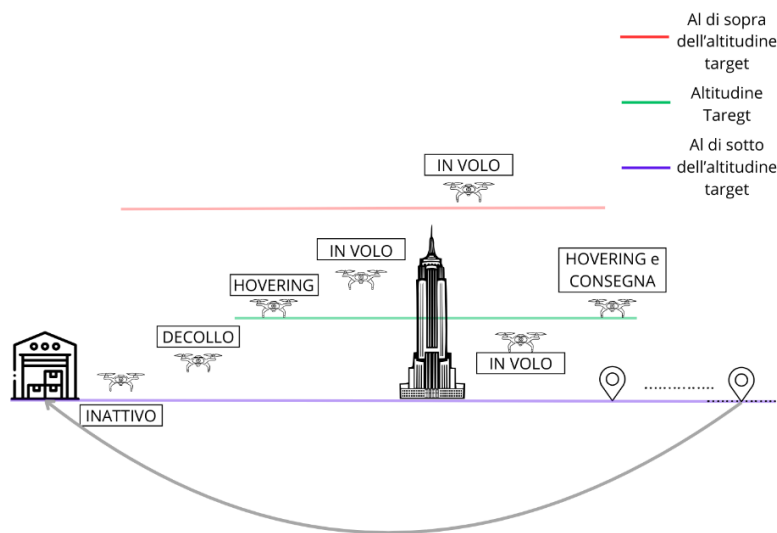 Al di sopra
dell'altitudine
target
Altitudine
Taregt
Al di sotto
dell'altitudine
target
IN VOLO
IN VOLO
HOVERING e
CONSEGNA
HOVERING
DECOLLO
IN VOLO
INATTIVO